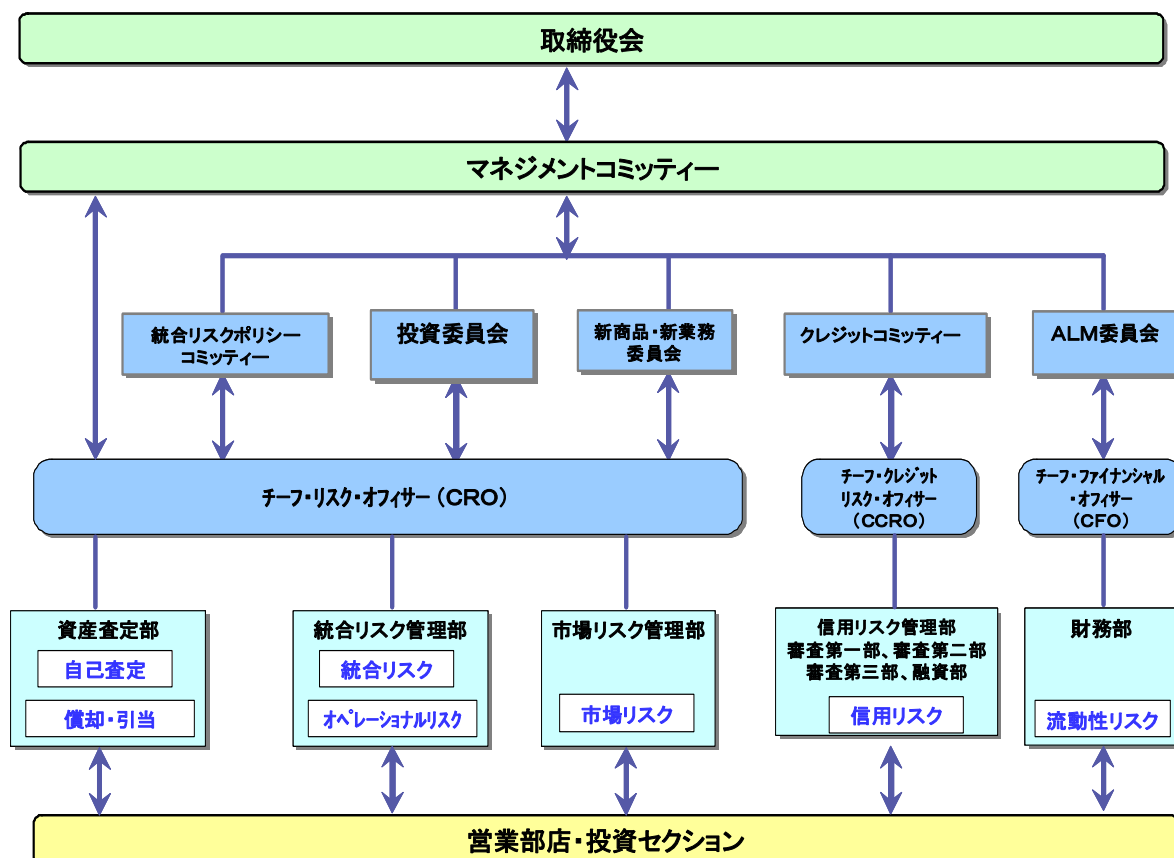 取締役会
マネジメントコミッティー
統合リスクポリシー
コミッティー
投資委員会
新商品・新業務
委員会
クレジットコミッティー
ALM委員会
チーフ・リスク・オフィサー（CRO）
チーフ・クレジット
リスク・オフィサー
（CCRO）
チーフ・ファイナンシャル
・オフィサー
（CFO）
資産査定部
自己査定
償却・引当
統合リスク管理部
統合リスク
オペレーショナルリスク
市場リスク管理部
市場リスク
信用リスク管理部
審査第一部、審査第二部
審査第三部、融資部
信用リスク
財務部
流動性リスク
営業部店・投資セクション